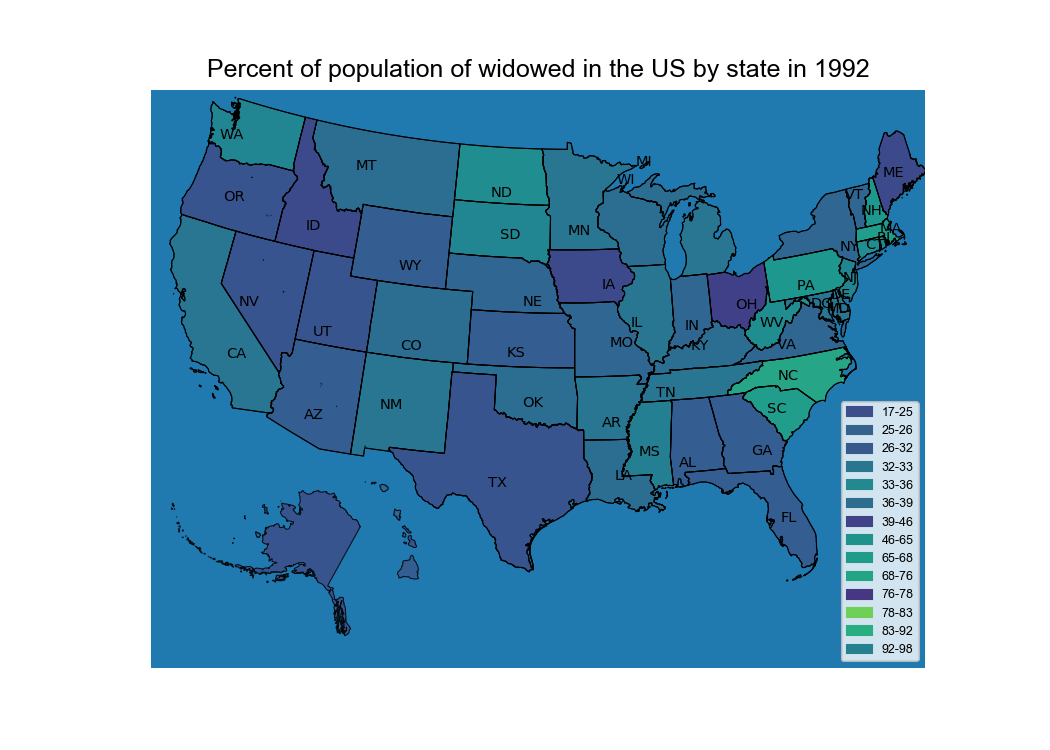 Percent of population of widowed in the US by state in 1992
WA
MT
ND
MN
MI
WI
ME
VT
NH
MA
RI
CT
NY
OR
ID
SD
WY
NE
IA
IL
IN
OH
PA
NJ
DE
DC
MD
WV
VA
NV
UT
CO
KS
MO
KY
CA
AZ
NM
OK
AR
TN
NC
SC
MS
AL
GA
TX
LA
FL
17-25
25-26
26-32
32-33
33-36
36-39
39-46
46-65
65-68
68-76
76-78
78-83
83-92
92-98